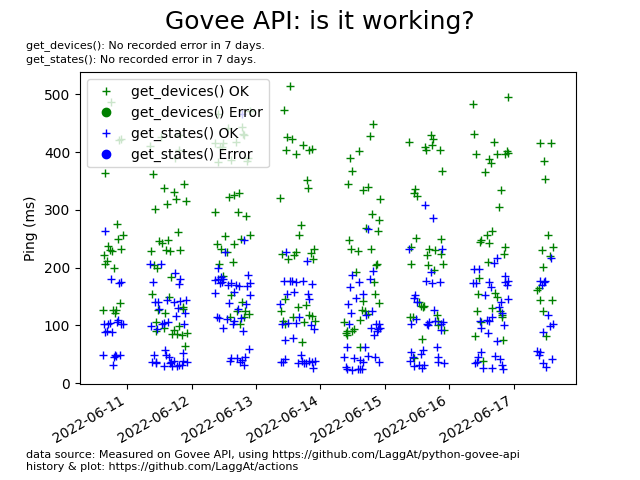 Govee API: is it working?
get_devices(): No recorded error in 7 days.
get_states(): No recorded error in 7 days.
get_devices() OK
get_devices() Error
get_states() OK
get_states() Error
Ping (ms)
500
400
300
200
100
0
2022-06-11
2022-06-12
2022-06-13
2022-06-14
2022-06-15
2022-06-16
2022-06-17
data source: Measured on Govee API, using https://github.com/LaggAt/python-govee-api
history & plot: https://github.com/LaggAt/actions